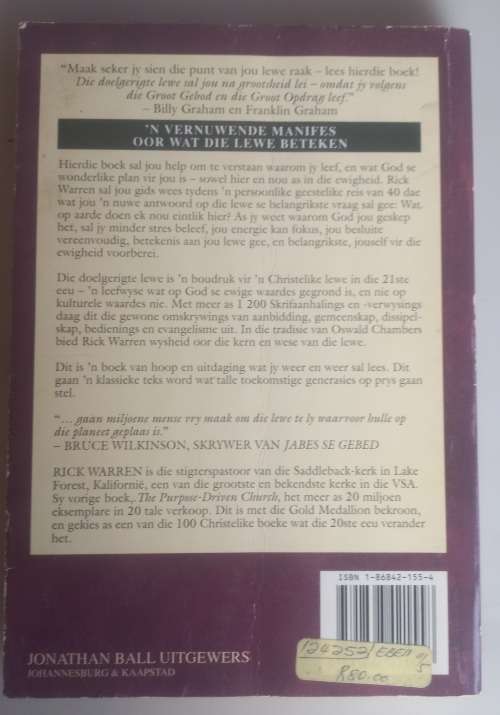 “Maak seker jy sien die punt van jou lewe raak – lees hierdie boek!
Die doelgerigte lewe sal jou na grootheid lei – omdat jy volgens
die Groot Gebod en die Groot Opdrag leef.”
– Billy Graham en Franklin Graham
’N VERNUWENDE MANIFES
OOR WAT DIE LEWE BETEKEN
Hierdie boek sal jou help om te verstaan waarom jy leef, en wat God se
wonderlike plan vir jou is – sowel hier en nou as in die ewigheid. Rick
Warren sal jou gids wees tydens ’n persoonlike geestelike reis van 40 dae
wat jou ’n nuwe antwoord op die lewe se belangrikste vraag sal gee: Wat
op aarde doen ek nou eintlik hier? As jy weet waarom God jou geskep
het, sal jy minder stres beleef, jou energie kan fokus, jou besluite
vereenvoudig, betekenis aan jou lewe gee, en belangrikste, jouself vir die
ewigheid voorberei.
Die doelgerigte lewe is ’n bloudruk vir ’n Christelike lewe in die 21ste
eeu – ’n leefwyse wat op God se ewige waardes gegrond is, en nie op
kulturele waardes nie. Met meer as 1 200 Skrifaanhalings en -verwysings
daag dit die gewone omskrywings van aanbidding, gemeenskap, dissipel-
skap, bedienings en evangelisme uit. In die tradisie van Oswald Chambers
bied Rick Warren wysheid oor die kern en wese van die lewe.
Dit is ’n boek van hoop en uitdaging wat jy weer en weer sal lees. Dit
gaan ’n klassieke teks word wat talle toekomstige generasies op prys gaan
stel.
“... gaan miljoene mense vry maak om die lewe te ly waarvoor hulle op
die planeet geplaas is.”
– BRUCE WILKINSON, SKRYWER VAN JABES SE GEBED
RICK WARREN is die stigterspastoor van die Saddleback-kerk in Lake
Forest, Kalifornië, een van die grootste en bekendste kerke in die VSA.
Sy vorige boek, The Purpose-Driven Church, het meer as 20 miljoen
eksemplare in 20 tale verkoop. Dit is met die Gold Medallion bekroon,
en gekies as een van die 100 Christelike boeke wat die 20ste eeu verander
het.
ISBN 1-86842-155-4
124252
R80.00
JONATHAN BALL UITGEWERS
JOHANNESBURG & KAAPSTAD